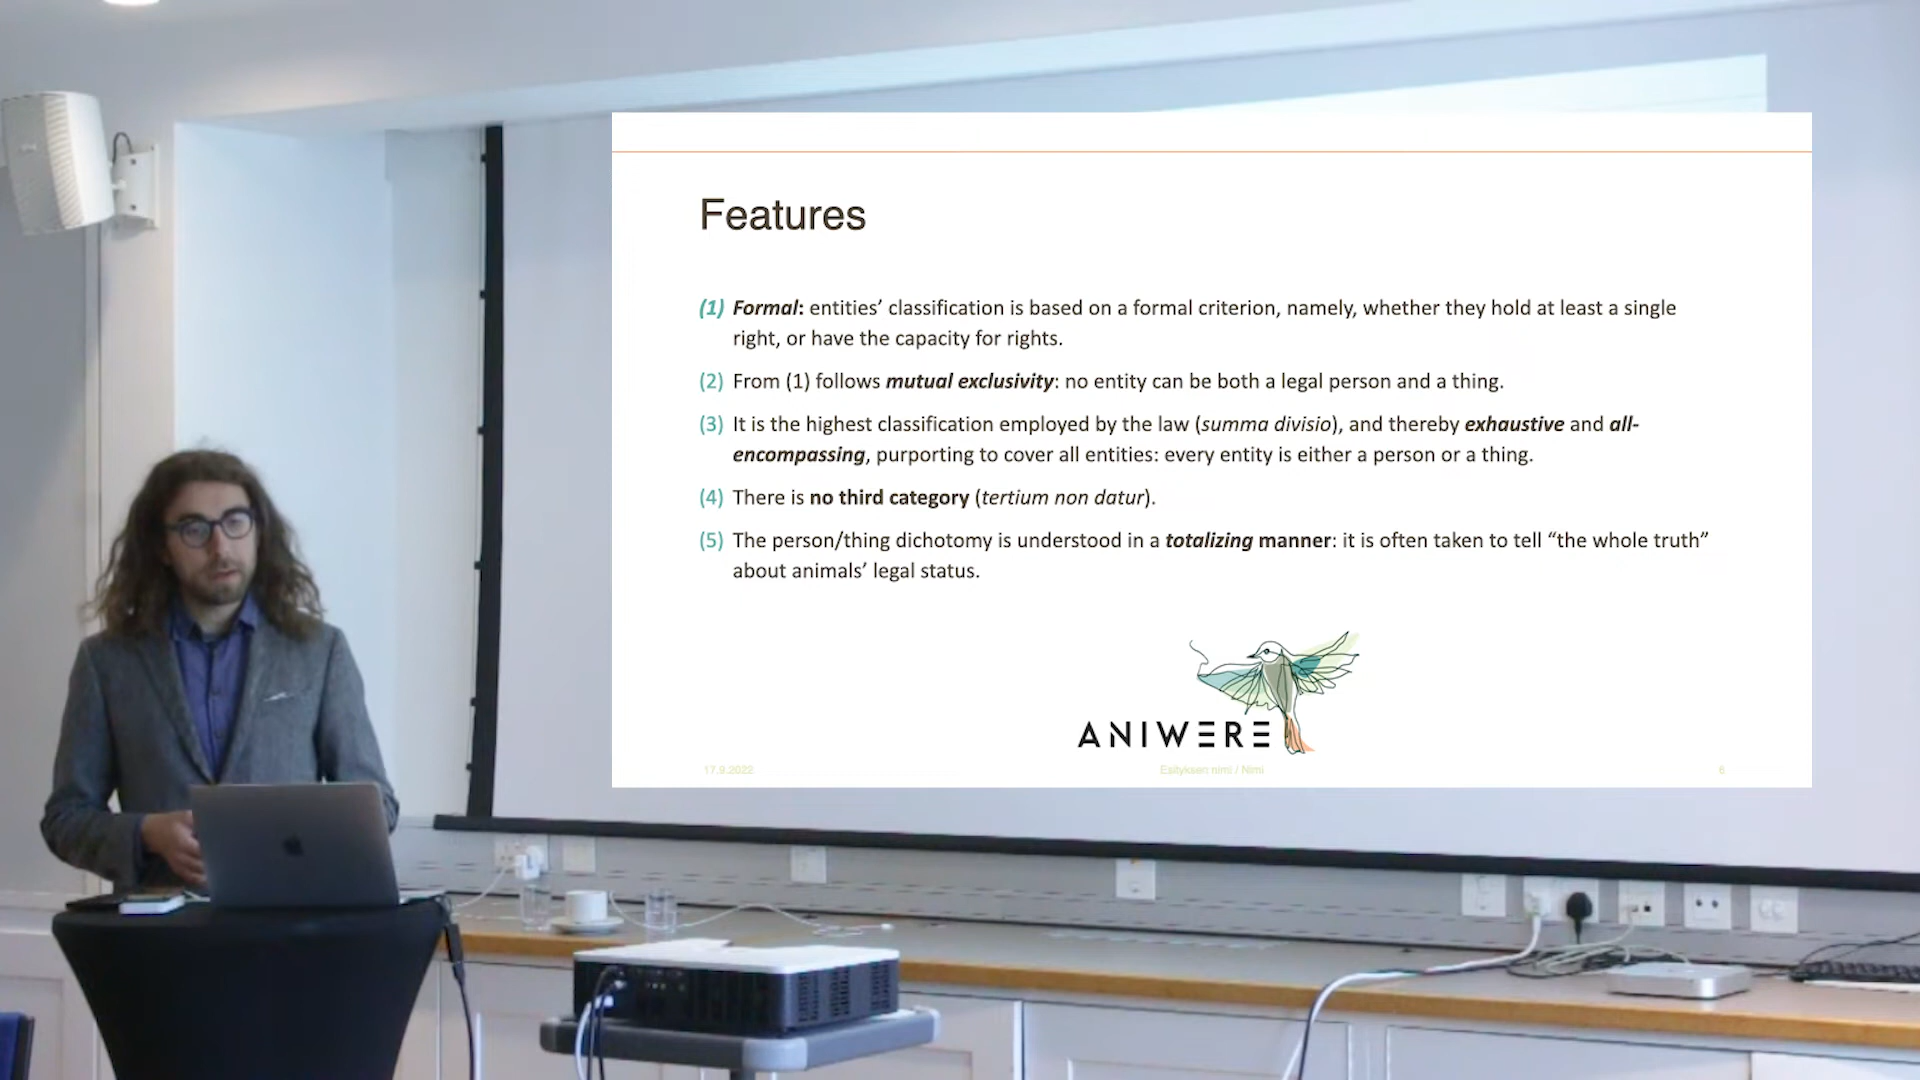 Features
(1) Formal: entities’ classification is based on a formal criterion, namely, whether they hold at least a single
right, or have the capacity for rights.
(2) From (1) follows mutual exclusivity: no entity can be both a legal person and a thing.
(3) It is the highest classification employed by the law (summa divisio), and thereby exhaustive and all-
encompassing, purporting to cover all entities: every entity is either a person or a thing.
(4) There is no third category (tertium non datur).
(5) The person/thing dichotomy is understood in a totalizing manner: it is often taken to tell “the whole truth”
about animals’ legal status.
ANIWERE
17.9.2022 Esityksen nimi / Nimi 6